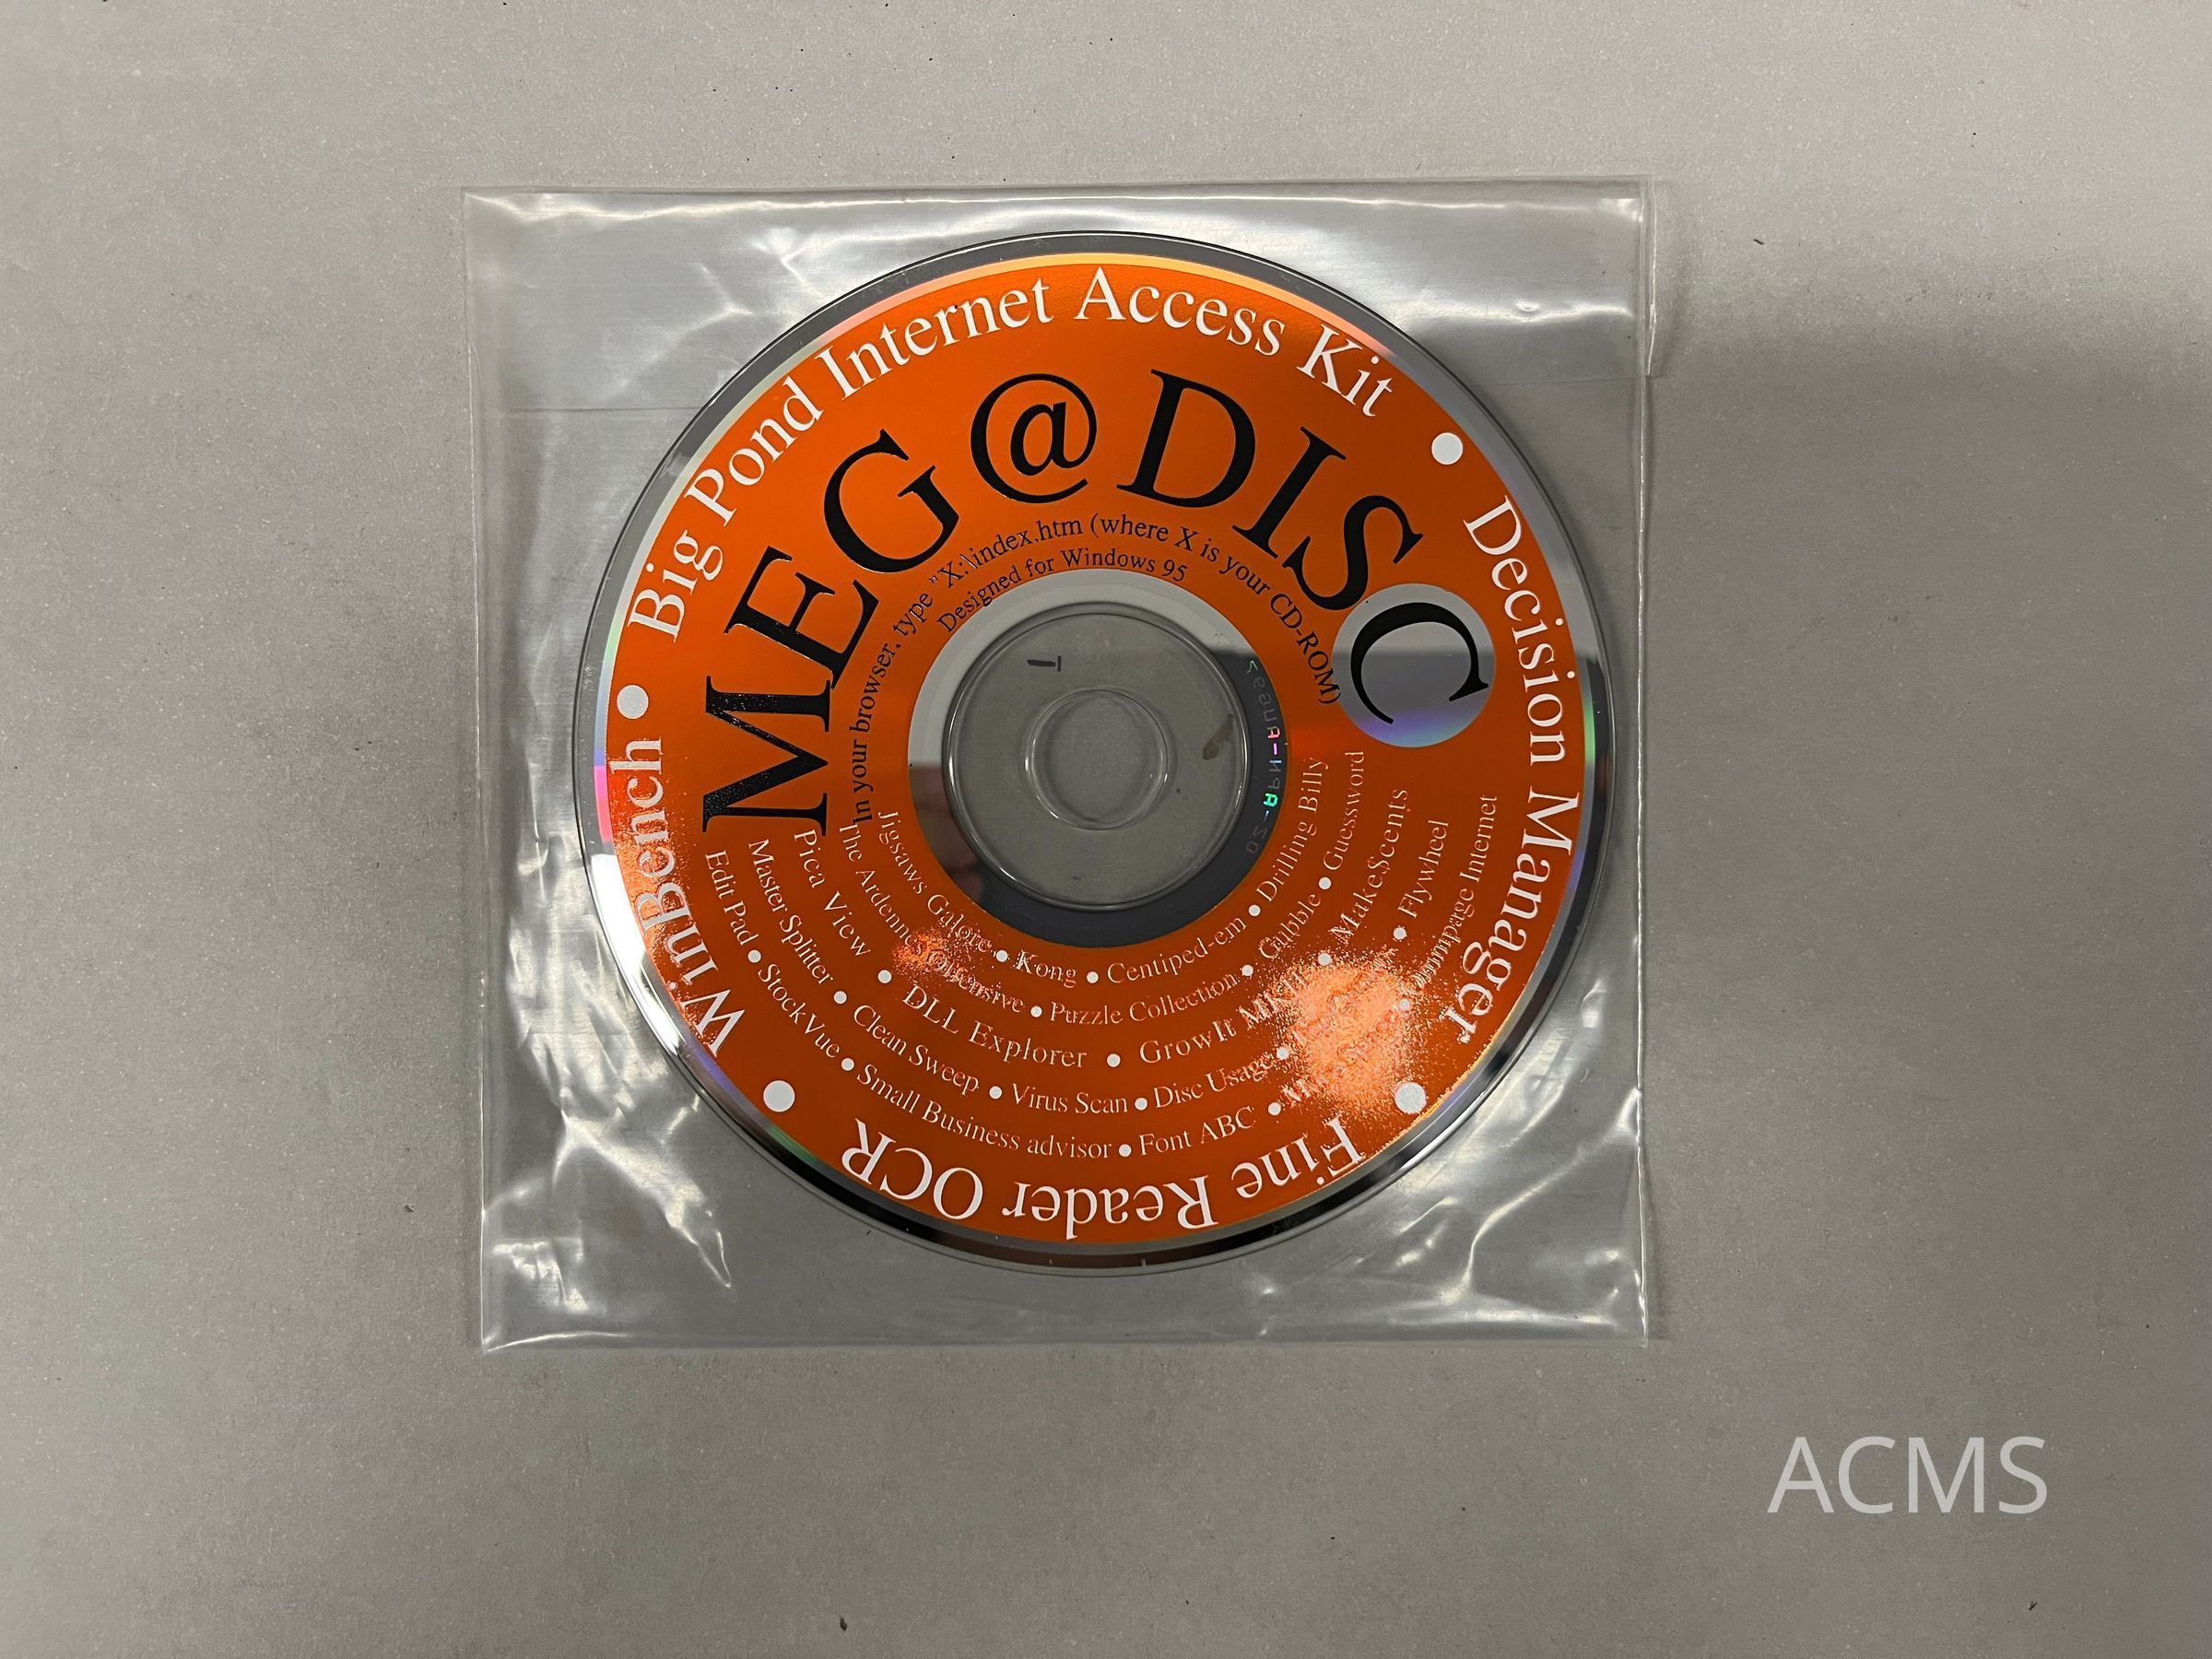 Big Pond Internet Access Kit • Decision Manager • Fine Reader OCR • WinBench •
MEG@DISC
In your browser, type "X:\index.htm (where X is your CD-ROM)
Designed for Windows 95
Jigsaws Galore • Kong • Centiped-em • Drilling Billy
The Ardennes Offensive • Puzzle Collection • Gubble • Guessword
Pica View • DLL Explorer • GrowIt • MakeScents
Master Splitter • Clean Sweep • Virus Scan • Disc Usage • Flywheel
Edit Pad • StockVue • Small Business advisor • Font ABC • Internet
ACMS